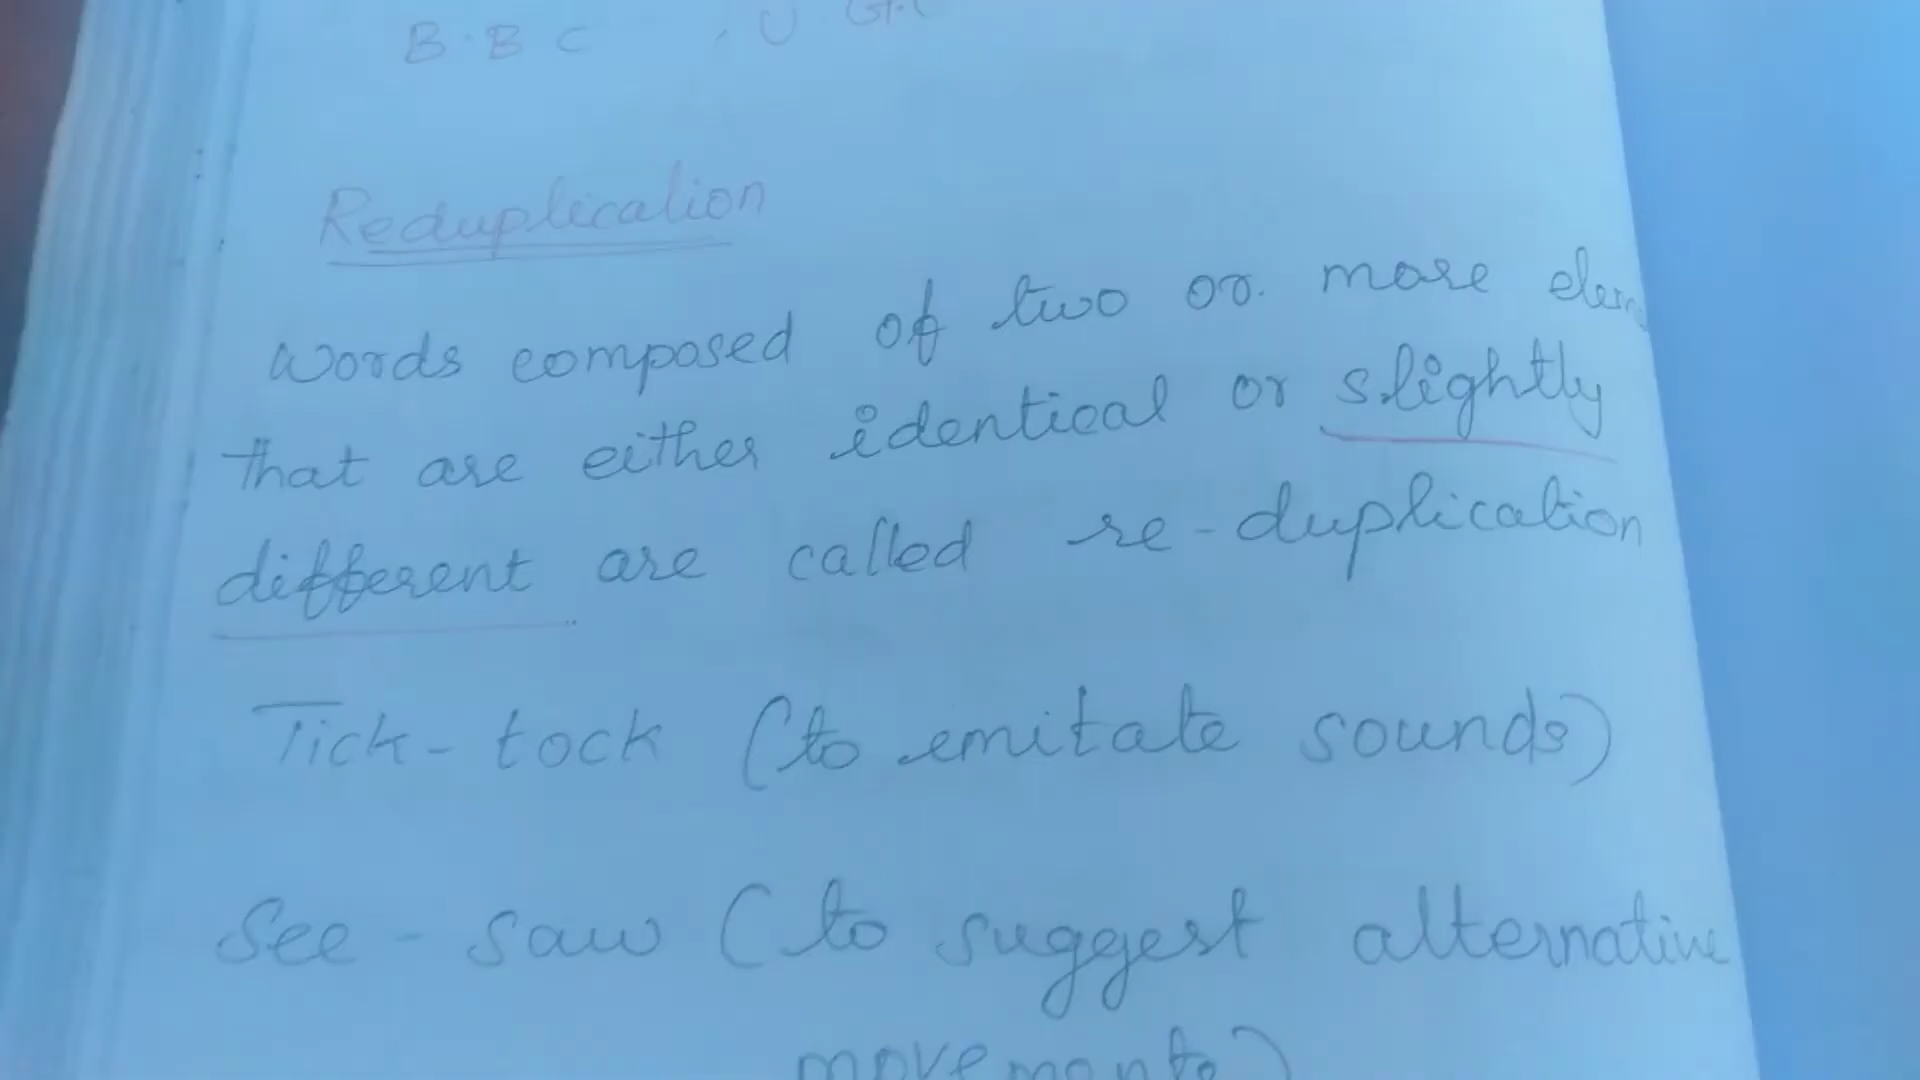 B.B C , U
Reduplication
Words composed of two or more
that are either identical or slightly
different are called re-duplication
Tick-tock (to emitate sounds)
See-saw (to suggest alternative
movements)